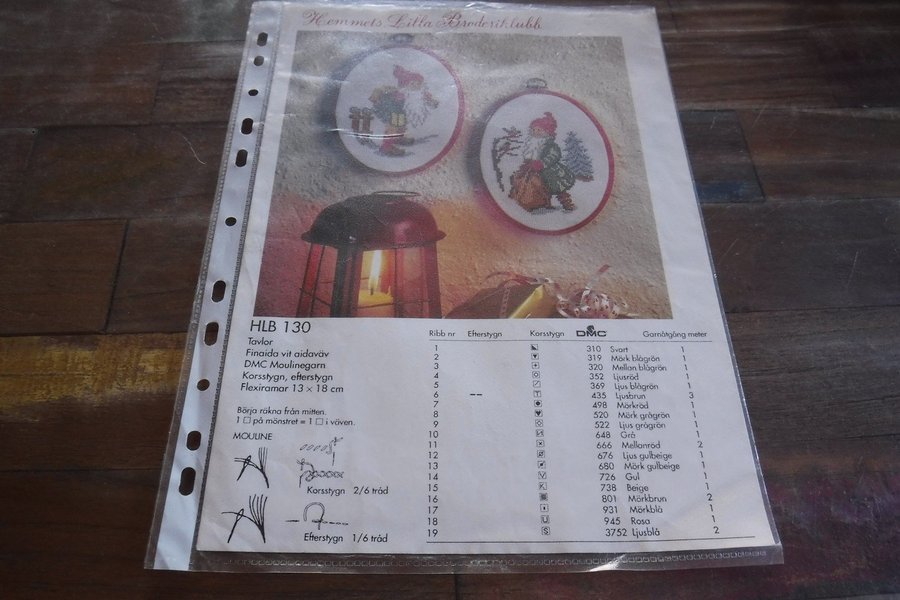 Hemmets Lilla Broderiklubb
HLB 130
Tavlor
Finaida vit aidaväv
DMC Moulinegarn
Korsstygn, efterstygn
Flexiramar 13 × 18 cm
Börja räkna från mitten.
1 □ på mönstret = 1 □ i väven.
MOULINE
Korsstygn 2/6 tråd
Efterstygn 1/6 tråd
Ribb nr Efterstygn Korsstygn DMC Garnåtgång meter
1 310 Svart 1
2 319 Mörk blågrön 1
3 320 Mellan blågrön 1
4 352 Ljusröd 1
5 369 Ljus blågrön 1
6 -- T 435 Ljusbrun 3
7 498 Mörkröd 1
8 520 Mörk grågrön 1
9 522 Ljus grågrön 1
10 648 Grå 1
11 666 Mellanröd 2
12 676 Ljus gulbeige 1
13 680 Mörk gulbeige 1
14 V 726 Gul 1
15 K 738 Beige 1
16 801 Mörkbrun 2
17 931 Mörkblå 1
18 U 945 Rosa 1
19 S 3752 Ljusblå 2